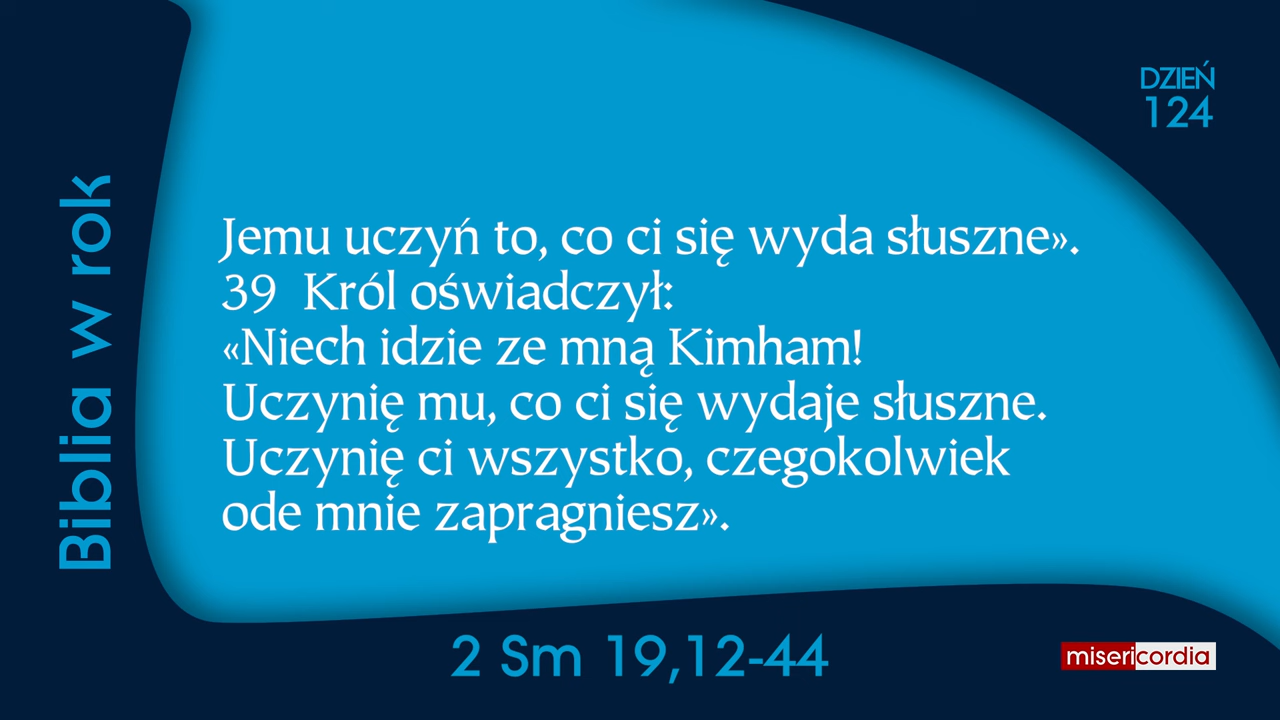 DZIEŃ
124
Biblia w rok
Jemu uczyń to, co ci się wyda słuszne».
39 Król oświadczył:
«Niech idzie ze mną Kimham!
Uczynię mu, co ci się wydaje słuszne.
Uczynię ci wszystko, czegokolwiek
ode mnie zapragniesz».
2 Sm 19,12-44
misericordia